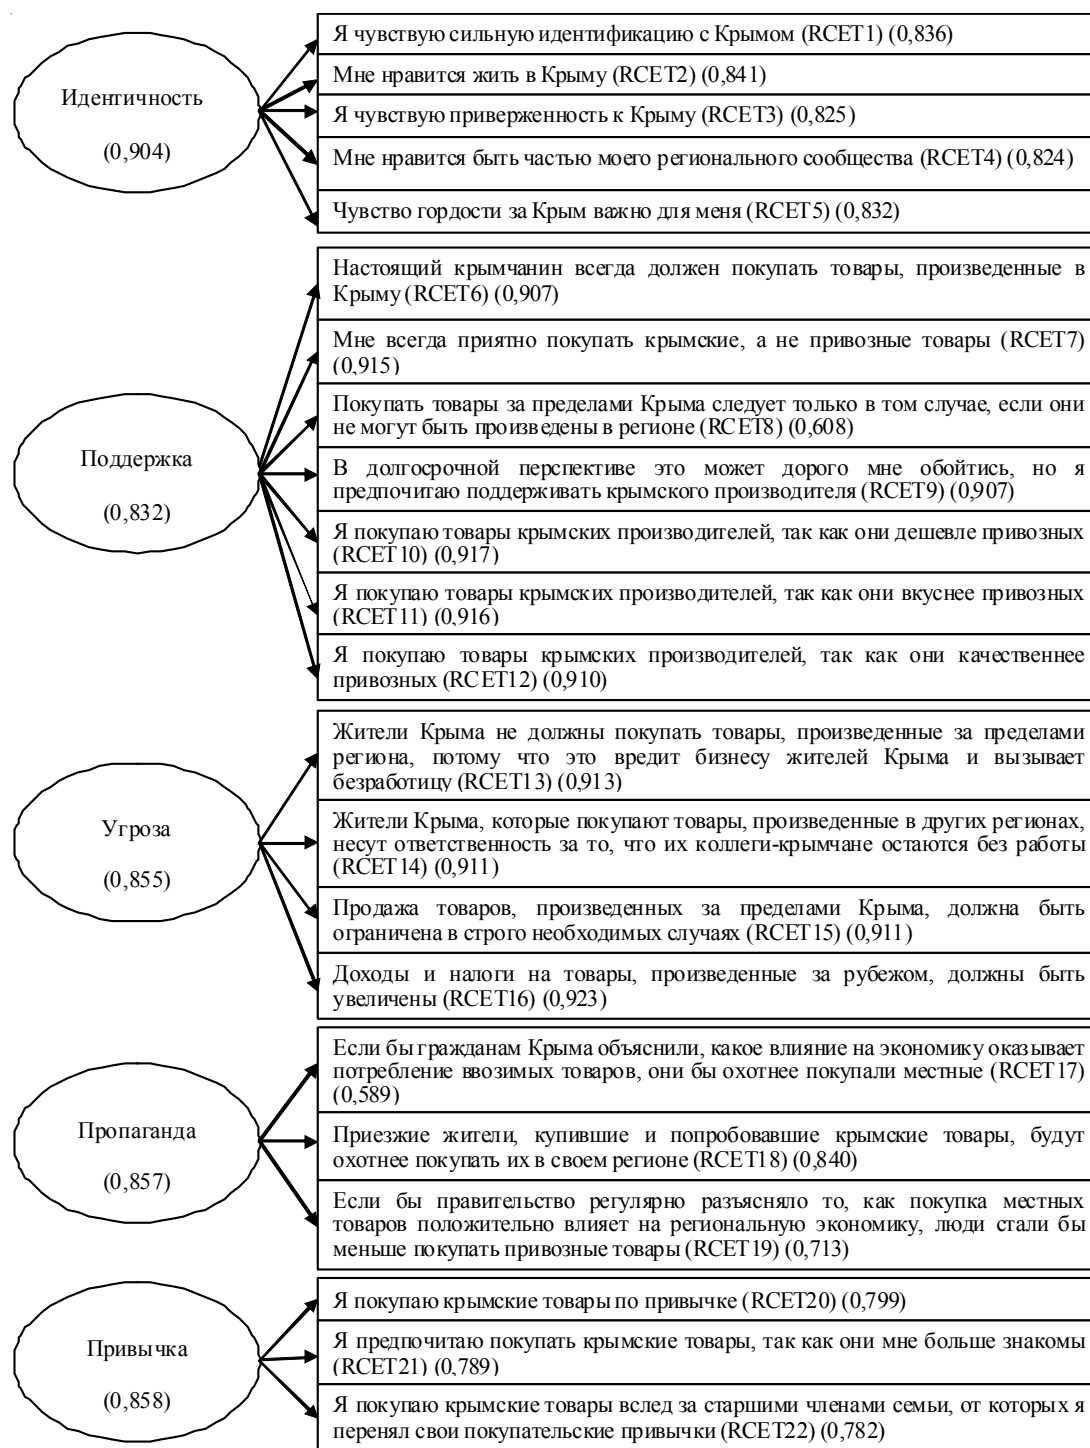 Идентичность
(0,904)
Я чувствую сильную идентификацию с Крымом (RCET1) (0,836)
Мне нравится жить в Крыму (RCET2) (0,841)
Я чувствую приверженность к Крыму (RCET3) (0,825)
Мне нравится быть частью моего регионального сообщества (RCET4) (0,824)
Чувство гордости за Крым важно для меня (RCET5) (0,832)
Поддержка
(0,832)
Настоящий крымчанин всегда должен покупать товары, произведенные в
Крыму (RCET6) (0,907)
Мне всегда приятно покупать крымские, а не привозные товары (RCET7)
(0,915)
Покупать товары за пределами Крыма следует только в том случае, если они
не могут быть произведены в регионе (RCET8) (0,608)
В долгосрочной перспективе это может дорого мне обойтись, но я
предпочитаю поддерживать крымского производителя (RCET9) (0,907)
Я покупаю товары крымских производителей, так как они дешевле привозных
(RCET10) (0,917)
Я покупаю товары крымских производителей, так как они вкуснее привозных
(RCET11) (0,916)
Я покупаю товары крымских производителей, так как они качественнее
привозных (RCET12) (0,910)
Угроза
(0,855)
Жители Крыма не должны покупать товары, произведенные за пределами
региона, потому что это вредит бизнесу жителей Крыма и вызывает
безработицу (RCET13) (0,913)
Жители Крыма, которые покупают товары, произведенные в других регионах,
несут ответственность за то, что их коллеги-крымчане остаются без работы
(RCET14) (0,911)
Продажа товаров, произведенных за пределами Крыма, должна быть
ограничена в строго необходимых случаях (RCET15) (0,911)
Доходы и налоги на товары, произведенные за рубежом, должны быть
увеличены (RCET16) (0,923)
Пропаганда
(0,857)
Если бы гражданам Крыма объяснили, какое влияние на экономику оказывает
потребление ввозимых товаров, они бы охотнее покупали местные (RCET17)
(0,589)
Приезжие жители, купившие и попробовавшие крымские товары, будут
охотнее покупать их в своем регионе (RCET18) (0,840)
Если бы правительство регулярно разъясняло то, как покупка местных
товаров положительно влияет на региональную экономику, люди стали бы
меньше покупать привозные товары (RCET19) (0,713)
Привычка
(0,858)
Я покупаю крымские товары по привычке (RCET20) (0,799)
Я предпочитаю покупать крымские товары, так как они мне больше знакомы
(RCET21) (0,789)
Я покупаю крымские товары вслед за старшими членами семьи, от которых я
перенял свои покупательские привычки (RCET22) (0,782)